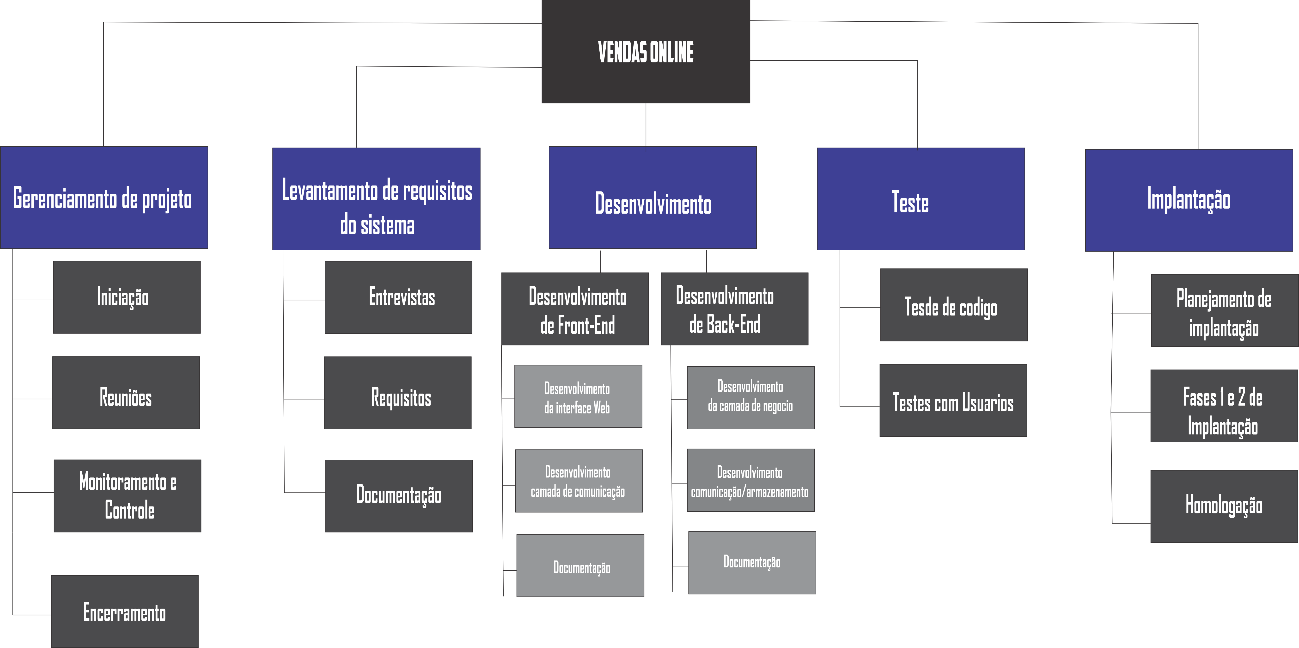 VENDAS ONLINE
Gerenciamento de projeto
Iniciação
Reuniões
Monitoramento e
Controle
Encerramento
Levantamento de requisitos
do sistema
Entrevistas
Requisitos
Documentação
Desenvolvimento
Desenvolvimento
de Front-End
Desenvolvimento
da interface Web
Desenvolvimento
camada de comunicação
Documentação
Desenvolvimento
de Back-End
Desenvolvimento
da camada de negocio
Desenvolvimento
comunicação/armazenamento
Documentação
Teste
Tesde de codigo
Testes com Usuarios
Implantação
Planejamento de
implantação
Fases 1 e 2 de
Implantação
Homologação